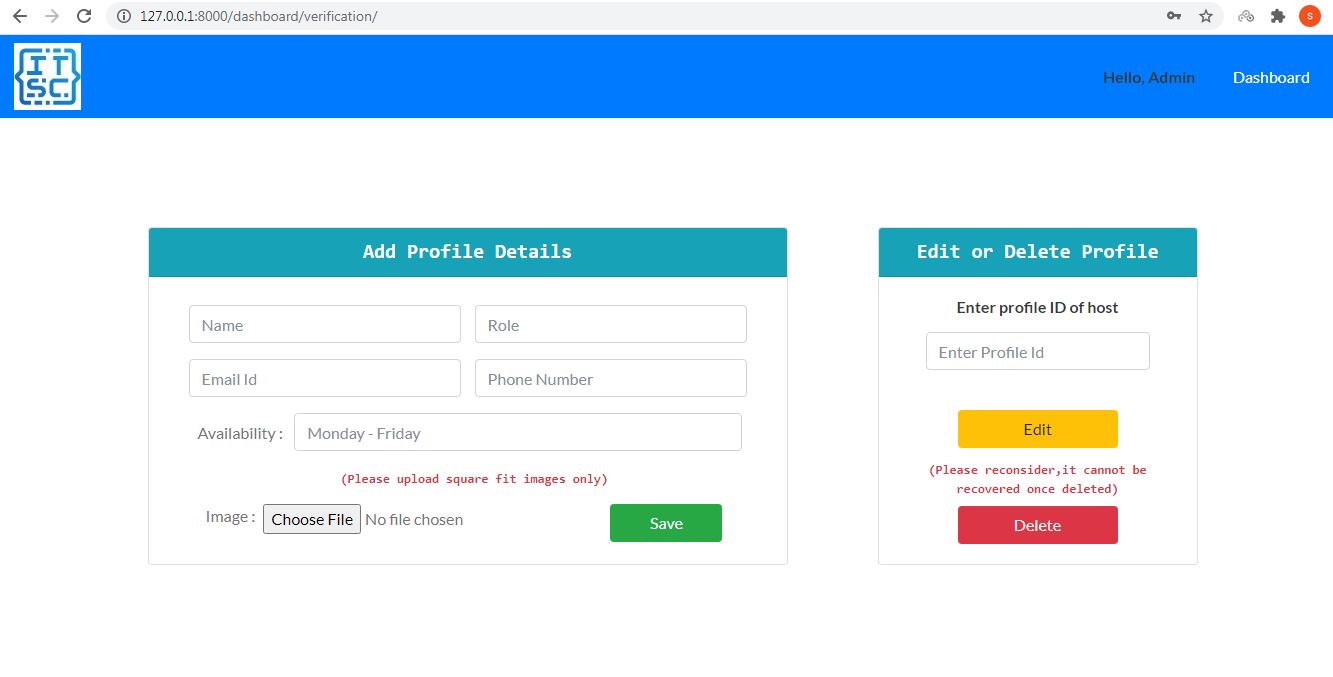 127.0.0.1:8000/dashboard/verification/
S
IT
SC
Hello, Admin
Dashboard
Add Profile Details
Name
Role
Email Id
Phone Number
Availability :
Monday - Friday
(Please upload square fit images only)
Image :
Choose File
No file chosen
Save
Edit or Delete Profile
Enter profile ID of host
Enter Profile Id
Edit
(Please reconsider,it cannot be
recovered once deleted)
Delete